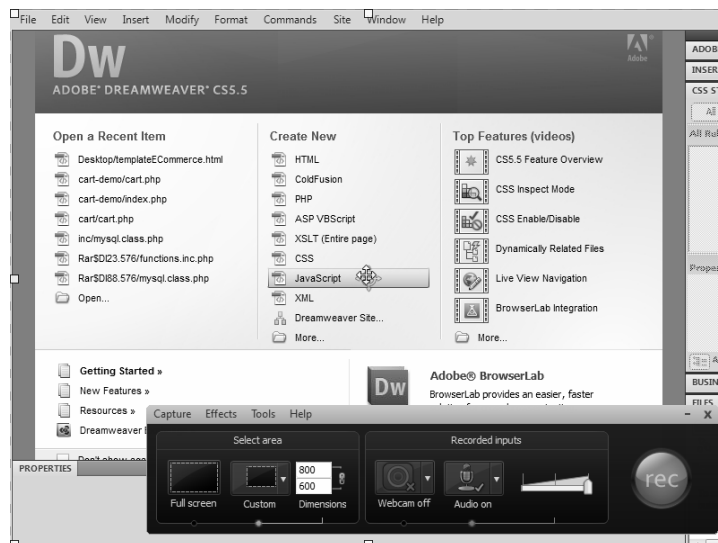 File Edit View Insert Modify Format Commands Site Window Help
Dw
ADOBE® DREAMWEAVER® CS5.5
Adobe
ADOB
INSER
CSS S
All
All Rul
Open a Recent Item
Desktop/templateECommerce.html
cart-demo/cart.php
cart-demo/index.php
cart/cart.php
inc/mysql.class.php
Rar$DI23.576/functions.inc.php
Rar$DI88.576/mysql.class.php
Open...
Create New
HTML
ColdFusion
PHP
ASP VBScript
XSLT (Entire page)
CSS
JavaScript
XML
Dreamweaver Site...
More...
Top Features (videos)
CS5.5 Feature Overview
CSS Inspect Mode
CSS Enable/Disable
Dynamically Related Files
Live View Navigation
BrowserLab Integration
More...
Proper
A
BUSIN
FILES
Getting Started »
New Features »
Resources »
Dreamweaver
Dw
Adobe® BrowserLab
BrowserLab provides an easier, faster
PROPERTIES
Capture Effects Tools Help
Select area
Full screen
Custom
800
600
Dimensions
Recorded inputs
Webcam off
Audio on
rec